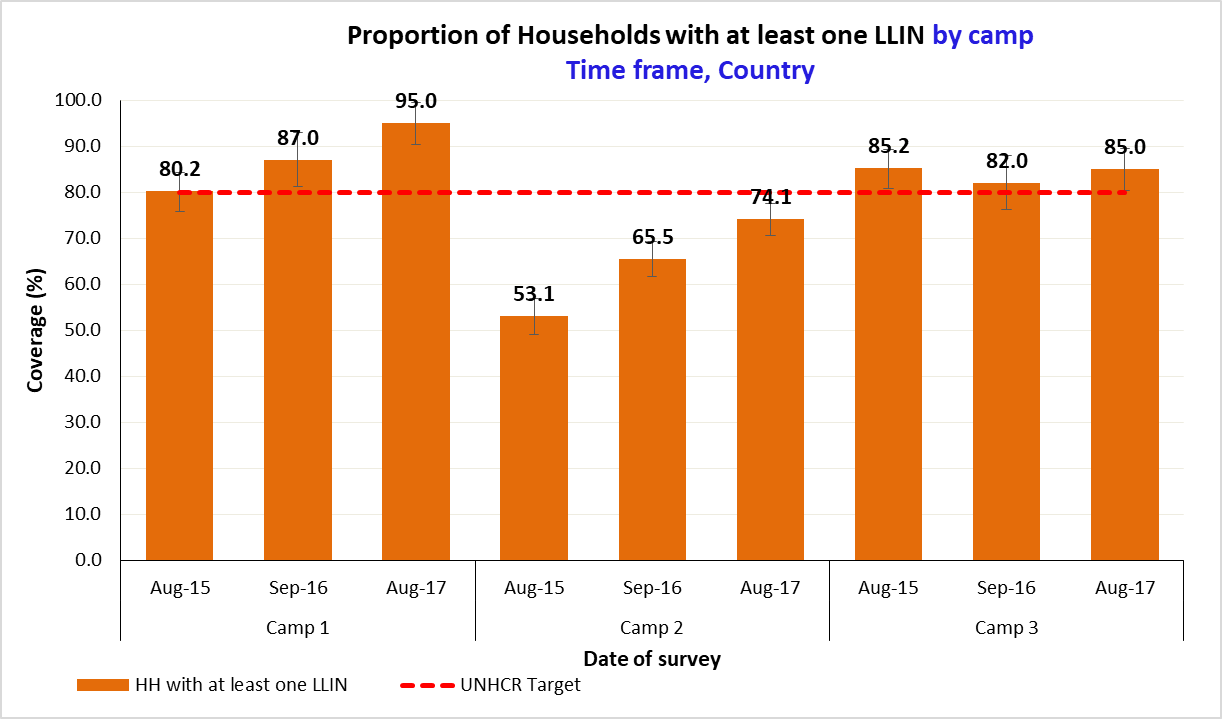 Proportion of Households with at least one LLIN by camp
Time frame, Country
100.0
90.0
80.0
70.0
60.0
50.0
40.0
30.0
20.0
10.0
0.0
Coverage (%)
80.2
87.0
95.0
53.1
65.5
74.1
85.2
82.0
85.0
Aug-15 Sep-16 Aug-17 Aug-15 Sep-16 Aug-17 Aug-15 Sep-16 Aug-17
Camp 1 Camp 2 Camp 3
Date of survey
HH with at least one LLIN UNHCR Target